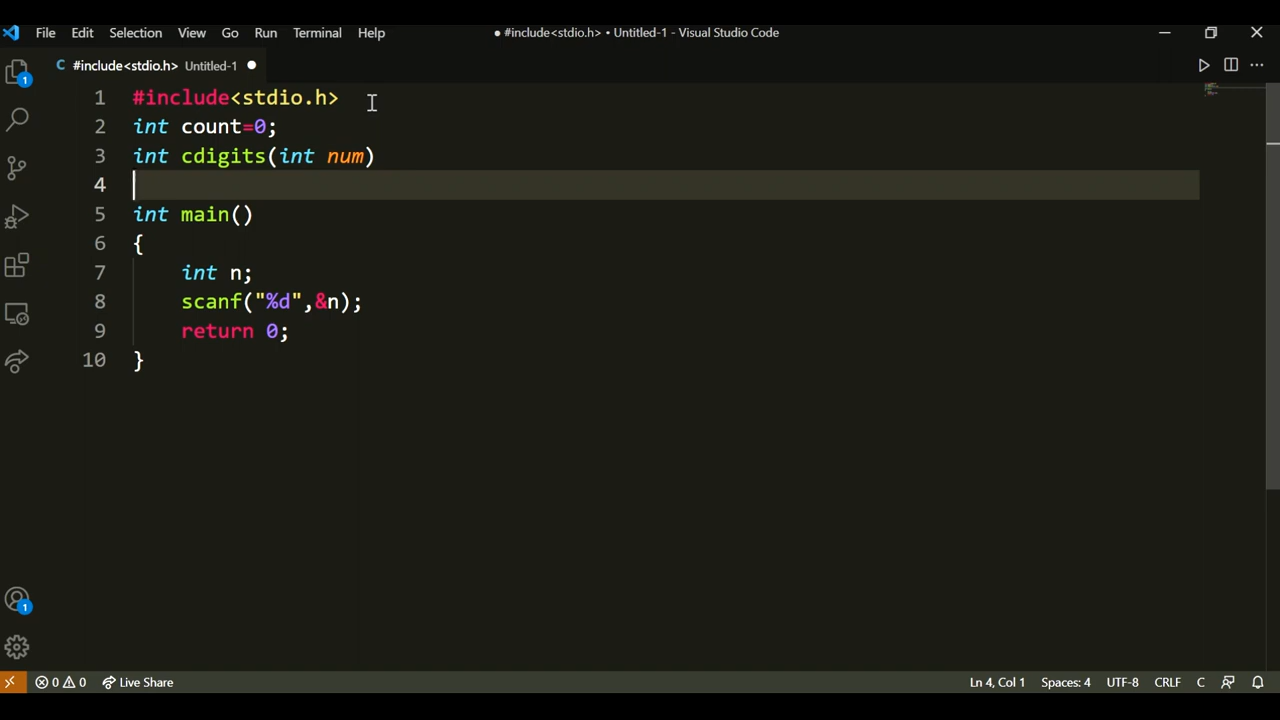 File Edit Selection View Go Run Terminal Help ● #include<stdio.h> • Untitled-1 - Visual Studio Code
C #include<stdio.h> Untitled-1 ●
1 #include<stdio.h>
2 int count=0;
3 int cdigits(int num)
4
5 int main()
6 {
7 int n;
8 scanf("%d",&n);
9 return 0;
10 }
1
1
0 0 Live Share Ln 4, Col 1 Spaces: 4 UTF-8 CRLF C